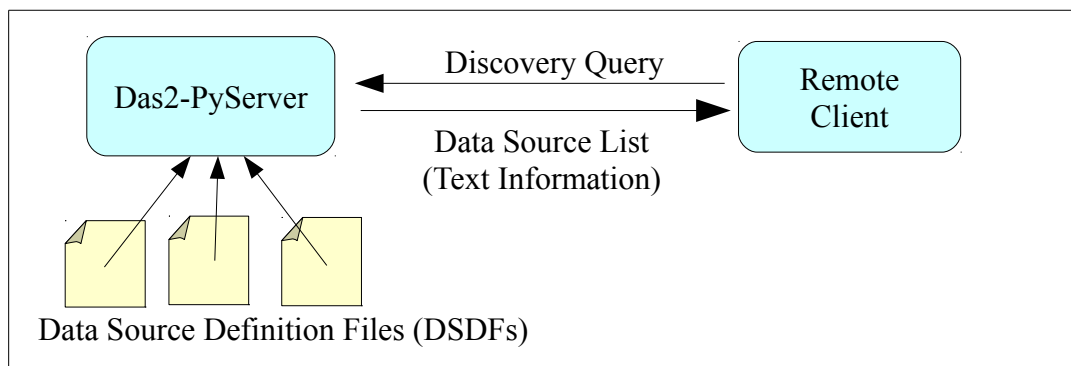 Das2-PyServer
Discovery Query
Remote
Client
Data Source List
(Text Information)
Data Source Definition Files (DSDFs)